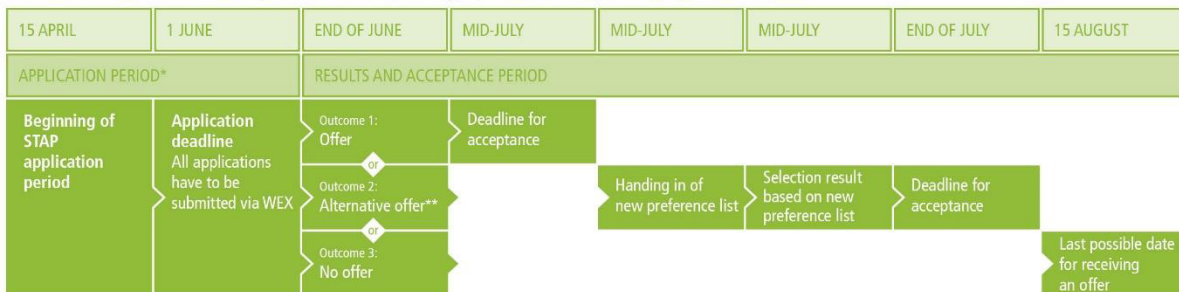 15 APRIL
1 JUNE
END OF JUNE
MID-JULY
MID-JULY
MID-JULY
END OF JULY
15 AUGUST
APPLICATION PERIOD*
RESULTS AND ACCEPTANCE PERIOD
Beginning of
STAP
application
period
Application
deadline
All applications
have to be
submitted via WEX
Outcome 1:
Offer
Deadline for
acceptance
or
Outcome 2:
Alternative offer**
Handing in of
new preference list
Selection result
based on new
preference list
Deadline for
acceptance
or
Outcome 3:
No offer
Last possible date
for receiving
an offer